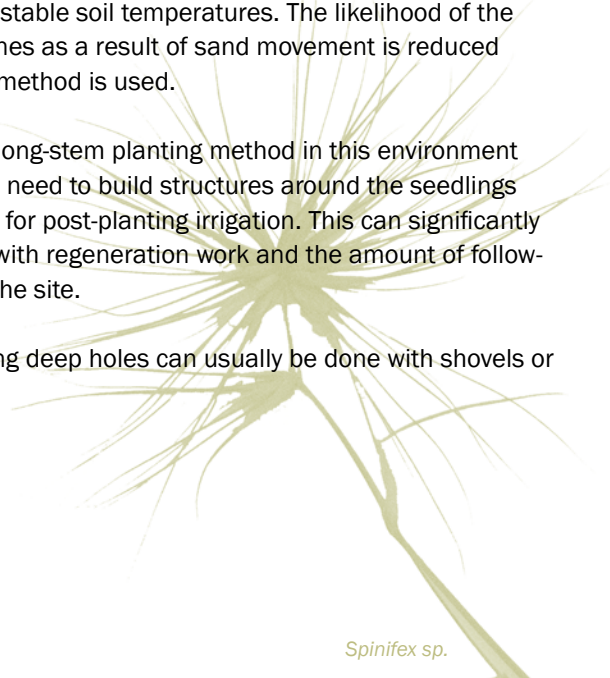 stable soil temperatures. The likelihood of the
nes as a result of sand movement is reduced
method is used.
ong-stem planting method in this environment
need to build structures around the seedlings
for post-planting irrigation. This can significantly
with regeneration work and the amount of follow-
he site.
ng deep holes can usually be done with shovels or
Spinifex sp.